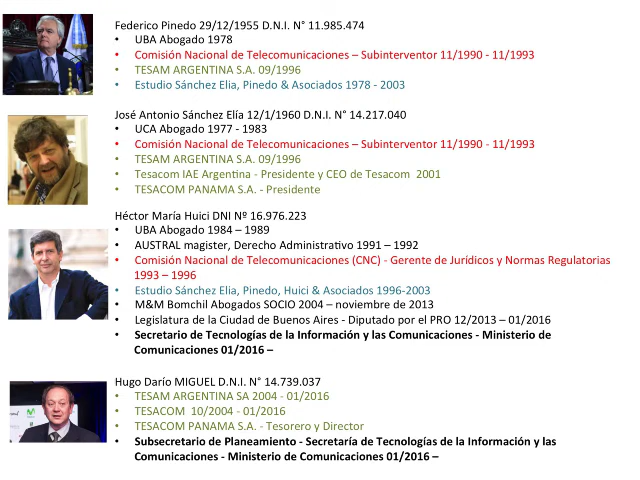 Federico Pinedo 29/12/1955 D.N.I. N° 11.985.474
• UBA Abogado 1978
• Comisión Nacional de Telecomunicaciones – Subinterventor 11/1990 - 11/1993
• TESAM ARGENTINA S.A. 09/1996
• Estudio Sánchez Elia, Pinedo & Asociados 1978 - 2003
José Antonio Sánchez Elía 12/1/1960 D.N.I. N° 14.217.040
• UCA Abogado 1977 - 1983
• Comisión Nacional de Telecomunicaciones – Subinterventor 11/1990 - 11/1993
• TESAM ARGENTINA S.A. 09/1996
• Tesacom IAE Argentina - Presidente y CEO de Tesacom 2001
• TESACOM PANAMA S.A. - Presidente
Héctor María Huici DNI Nº 16.976.223
• UBA Abogado 1984 – 1989
• AUSTRAL magister, Derecho Administrativo 1991 – 1992
• Comisión Nacional de Telecomunicaciones (CNC) - Gerente de Jurídicos y Normas Regulatorias
1993 – 1996
• Estudio Sánchez Elia, Pinedo, Huici & Asociados 1996-2003
• M&M Bomchil Abogados SOCIO 2004 – noviembre de 2013
• Legislatura de la Ciudad de Buenos Aires - Diputado por el PRO 12/2013 – 01/2016
• Secretario de Tecnologías de la Información y las Comunicaciones - Ministerio de
Comunicaciones 01/2016 –
Hugo Darío MIGUEL D.N.I. N° 14.739.037
• TESAM ARGENTINA SA 2004 - 01/2016
• TESACOM 10/2004 - 01/2016
• TESACOM PANAMA S.A. - Tesorero y Director
• Subsecretario de Planeamiento - Secretaría de Tecnologías de la Información y las
Comunicaciones - Ministerio de Comunicaciones 01/2016 –